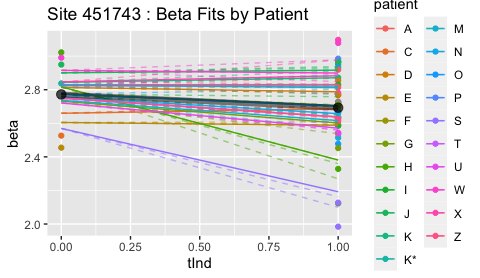 Site 451743 : Beta Fits by Patient
patient
A
C
D
E
F
G
H
I
J
K
K*
M
N
O
P
S
T
U
W
X
Z
beta
2.8
2.4
2.0
0.00 0.25 0.50 0.75 1.00
tInd